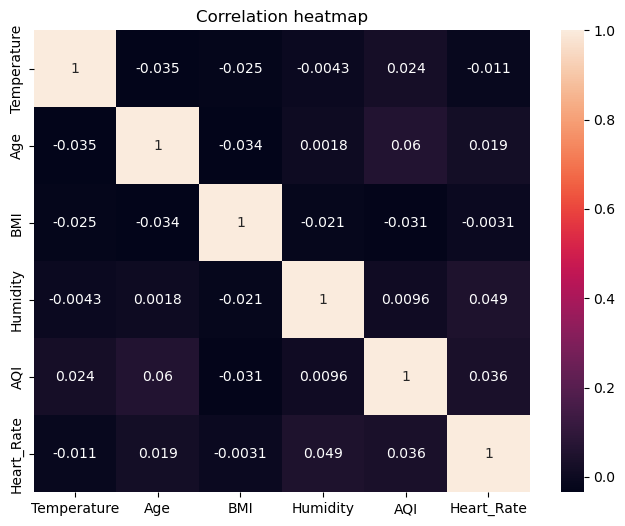 Correlation heatmap
Temperature 1 -0.035 -0.025 -0.0043 0.024 -0.011
Age -0.035 1 -0.034 0.0018 0.06 0.019
BMI -0.025 -0.034 1 -0.021 -0.031 -0.0031
Humidity -0.0043 0.0018 -0.021 1 0.0096 0.049
AQI 0.024 0.06 -0.031 0.0096 1 0.036
Heart_Rate -0.011 0.019 -0.0031 0.049 0.036 1
Temperature Age BMI Humidity AQI Heart_Rate
1.0
0.8
0.6
0.4
0.2
0.0